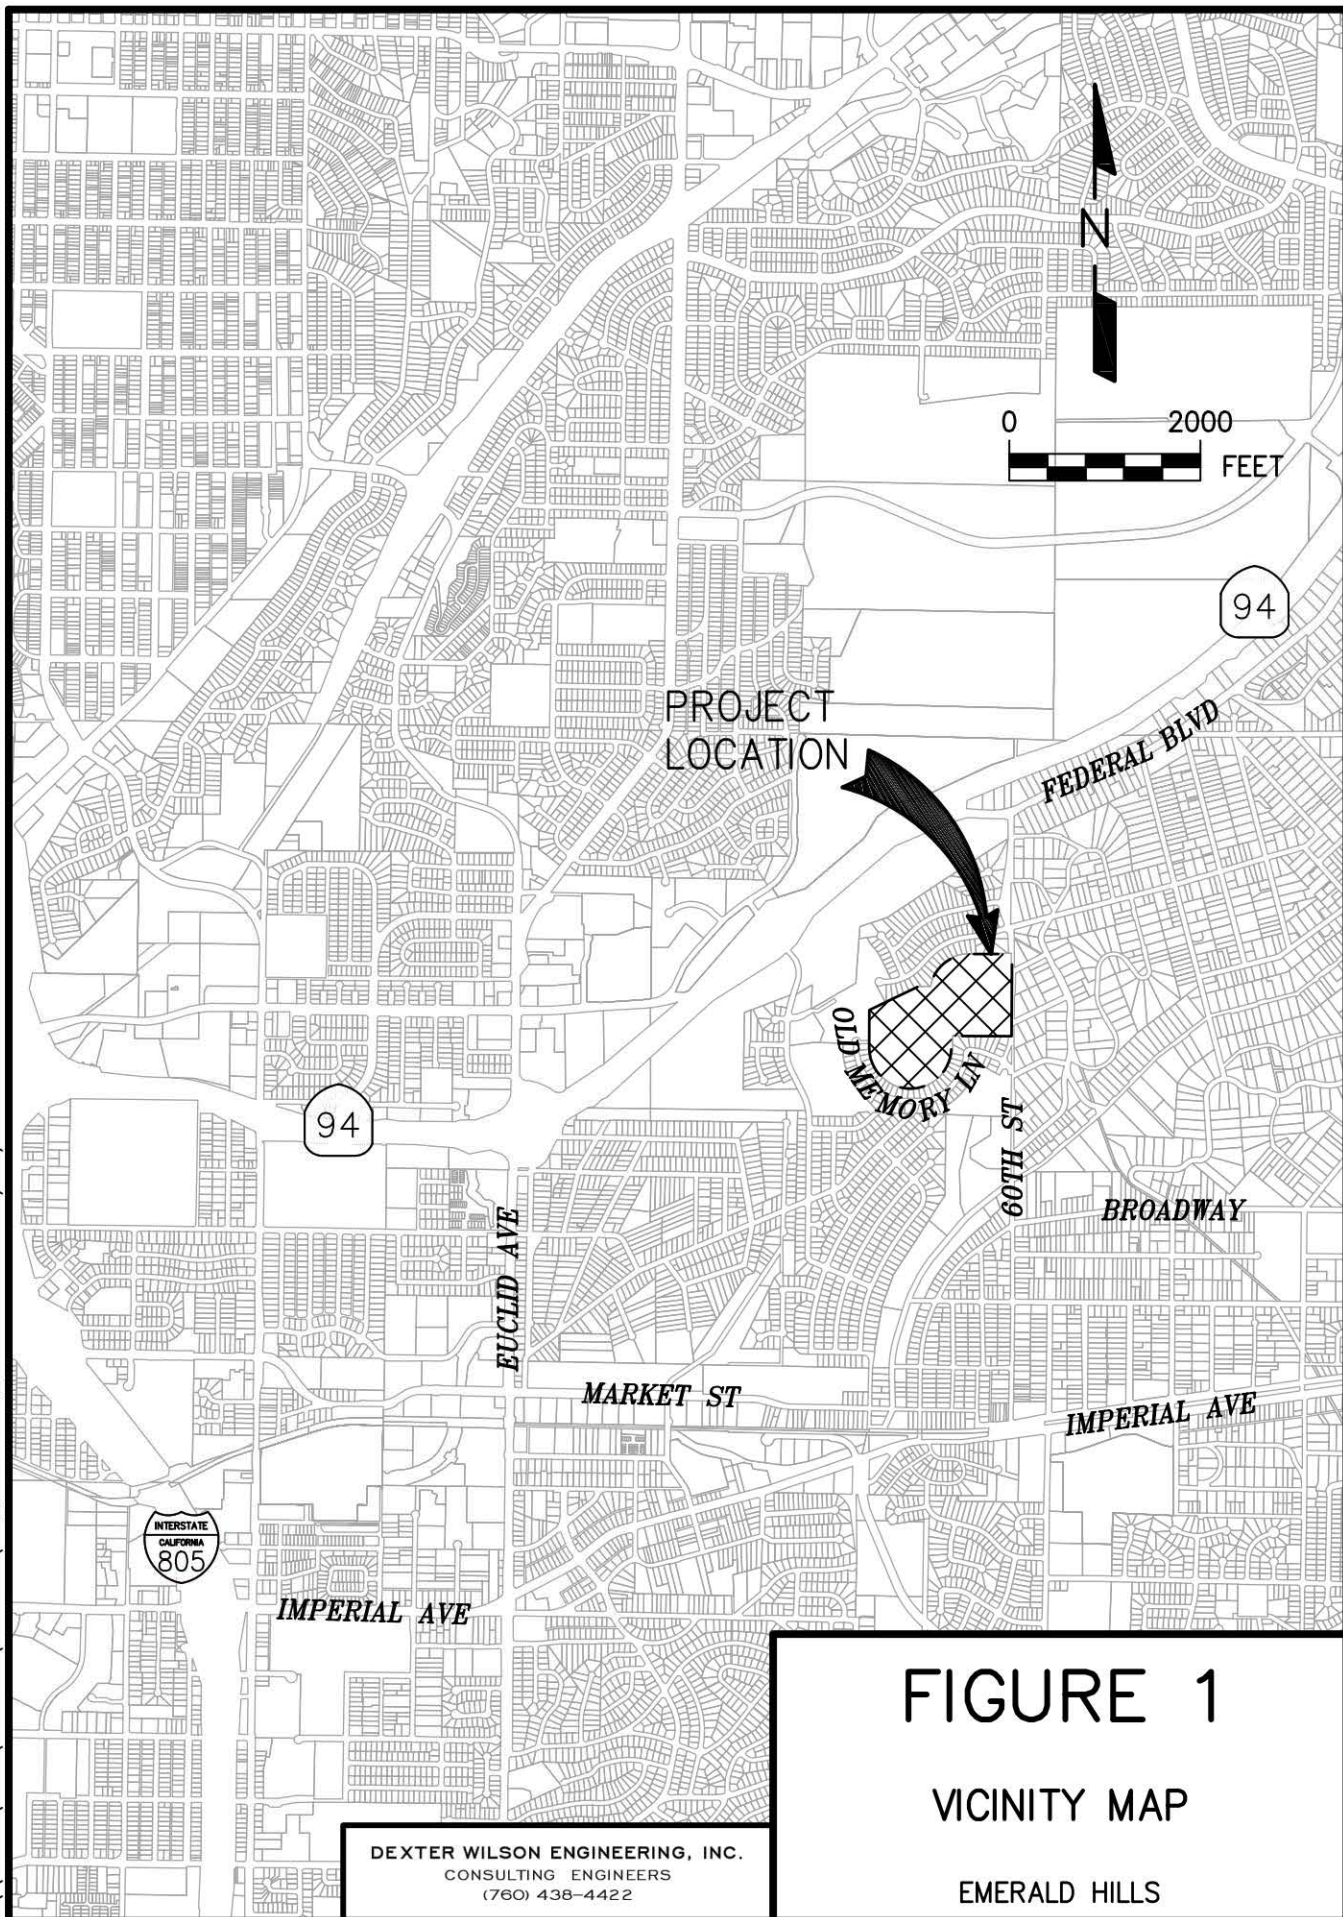 N
0 2000
FEET
94
PROJECT
LOCATION
FEDERAL BLVD
OLD MEMORY LN
94
60TH ST
BROADWAY
EUCLID AVE
MARKET ST
IMPERIAL AVE
INTERSTATE
CALIFORNIA
805
IMPERIAL AVE
FIGURE 1
VICINITY MAP
EMERALD HILLS
DEXTER WILSON ENGINEERING, INC.
CONSULTING ENGINEERS
(760) 438-4422